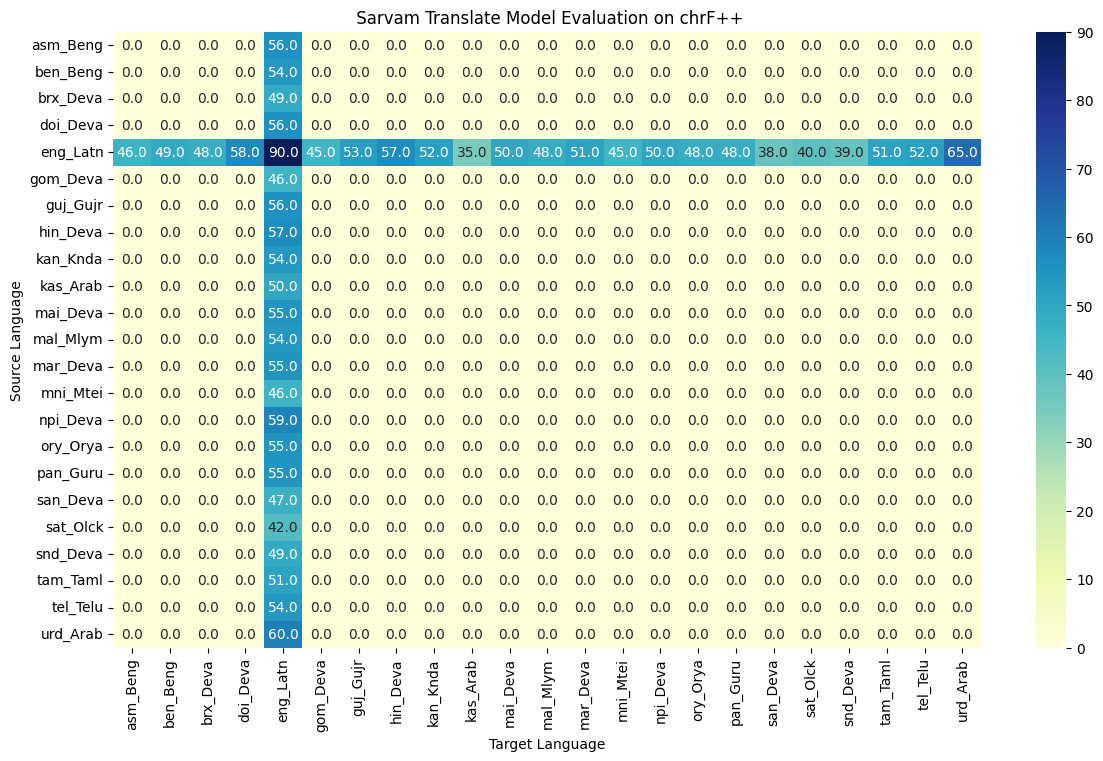 Sarvam Translate Model Evaluation on chrF++
asm_Beng 0.0 0.0 0.0 0.0 56.0 0.0 0.0 0.0 0.0 0.0 0.0 0.0 0.0 0.0 0.0 0.0 0.0 0.0 0.0 0.0 0.0 0.0 0.0
ben_Beng 0.0 0.0 0.0 0.0 54.0 0.0 0.0 0.0 0.0 0.0 0.0 0.0 0.0 0.0 0.0 0.0 0.0 0.0 0.0 0.0 0.0 0.0 0.0
brx_Deva 0.0 0.0 0.0 0.0 49.0 0.0 0.0 0.0 0.0 0.0 0.0 0.0 0.0 0.0 0.0 0.0 0.0 0.0 0.0 0.0 0.0 0.0 0.0
doi_Deva 0.0 0.0 0.0 0.0 56.0 0.0 0.0 0.0 0.0 0.0 0.0 0.0 0.0 0.0 0.0 0.0 0.0 0.0 0.0 0.0 0.0 0.0 0.0
eng_Latn 46.0 49.0 48.0 58.0 90.0 45.0 53.0 57.0 52.0 35.0 50.0 48.0 51.0 45.0 50.0 48.0 48.0 38.0 40.0 39.0 51.0 52.0 65.0
gom_Deva 0.0 0.0 0.0 0.0 46.0 0.0 0.0 0.0 0.0 0.0 0.0 0.0 0.0 0.0 0.0 0.0 0.0 0.0 0.0 0.0 0.0 0.0 0.0
guj_Gujr 0.0 0.0 0.0 0.0 56.0 0.0 0.0 0.0 0.0 0.0 0.0 0.0 0.0 0.0 0.0 0.0 0.0 0.0 0.0 0.0 0.0 0.0 0.0
hin_Deva 0.0 0.0 0.0 0.0 57.0 0.0 0.0 0.0 0.0 0.0 0.0 0.0 0.0 0.0 0.0 0.0 0.0 0.0 0.0 0.0 0.0 0.0 0.0
kan_Knda 0.0 0.0 0.0 0.0 54.0 0.0 0.0 0.0 0.0 0.0 0.0 0.0 0.0 0.0 0.0 0.0 0.0 0.0 0.0 0.0 0.0 0.0 0.0
kas_Arab 0.0 0.0 0.0 0.0 50.0 0.0 0.0 0.0 0.0 0.0 0.0 0.0 0.0 0.0 0.0 0.0 0.0 0.0 0.0 0.0 0.0 0.0 0.0
mai_Deva 0.0 0.0 0.0 0.0 55.0 0.0 0.0 0.0 0.0 0.0 0.0 0.0 0.0 0.0 0.0 0.0 0.0 0.0 0.0 0.0 0.0 0.0 0.0
mal_Mlym 0.0 0.0 0.0 0.0 54.0 0.0 0.0 0.0 0.0 0.0 0.0 0.0 0.0 0.0 0.0 0.0 0.0 0.0 0.0 0.0 0.0 0.0 0.0
mar_Deva 0.0 0.0 0.0 0.0 55.0 0.0 0.0 0.0 0.0 0.0 0.0 0.0 0.0 0.0 0.0 0.0 0.0 0.0 0.0 0.0 0.0 0.0 0.0
mni_Mtei 0.0 0.0 0.0 0.0 46.0 0.0 0.0 0.0 0.0 0.0 0.0 0.0 0.0 0.0 0.0 0.0 0.0 0.0 0.0 0.0 0.0 0.0 0.0
npi_Deva 0.0 0.0 0.0 0.0 59.0 0.0 0.0 0.0 0.0 0.0 0.0 0.0 0.0 0.0 0.0 0.0 0.0 0.0 0.0 0.0 0.0 0.0 0.0
ory_Orya 0.0 0.0 0.0 0.0 55.0 0.0 0.0 0.0 0.0 0.0 0.0 0.0 0.0 0.0 0.0 0.0 0.0 0.0 0.0 0.0 0.0 0.0 0.0
pan_Guru 0.0 0.0 0.0 0.0 55.0 0.0 0.0 0.0 0.0 0.0 0.0 0.0 0.0 0.0 0.0 0.0 0.0 0.0 0.0 0.0 0.0 0.0 0.0
san_Deva 0.0 0.0 0.0 0.0 47.0 0.0 0.0 0.0 0.0 0.0 0.0 0.0 0.0 0.0 0.0 0.0 0.0 0.0 0.0 0.0 0.0 0.0 0.0
sat_Olck 0.0 0.0 0.0 0.0 42.0 0.0 0.0 0.0 0.0 0.0 0.0 0.0 0.0 0.0 0.0 0.0 0.0 0.0 0.0 0.0 0.0 0.0 0.0
snd_Deva 0.0 0.0 0.0 0.0 49.0 0.0 0.0 0.0 0.0 0.0 0.0 0.0 0.0 0.0 0.0 0.0 0.0 0.0 0.0 0.0 0.0 0.0 0.0
tam_Taml 0.0 0.0 0.0 0.0 51.0 0.0 0.0 0.0 0.0 0.0 0.0 0.0 0.0 0.0 0.0 0.0 0.0 0.0 0.0 0.0 0.0 0.0 0.0
tel_Telu 0.0 0.0 0.0 0.0 54.0 0.0 0.0 0.0 0.0 0.0 0.0 0.0 0.0 0.0 0.0 0.0 0.0 0.0 0.0 0.0 0.0 0.0 0.0
urd_Arab 0.0 0.0 0.0 0.0 60.0 0.0 0.0 0.0 0.0 0.0 0.0 0.0 0.0 0.0 0.0 0.0 0.0 0.0 0.0 0.0 0.0 0.0 0.0
asm_Beng ben_Beng brx_Deva doi_Deva eng_Latn gom_Deva guj_Gujr hin_Deva kan_Knda kas_Arab mai_Deva mal_Mlym mar_Deva mni_Mtei npi_Deva ory_Orya pan_Guru san_Deva sat_Olck snd_Deva tam_Taml tel_Telu urd_Arab
Target Language
Source Language
90
80
70
60
50
40
30
20
10
0